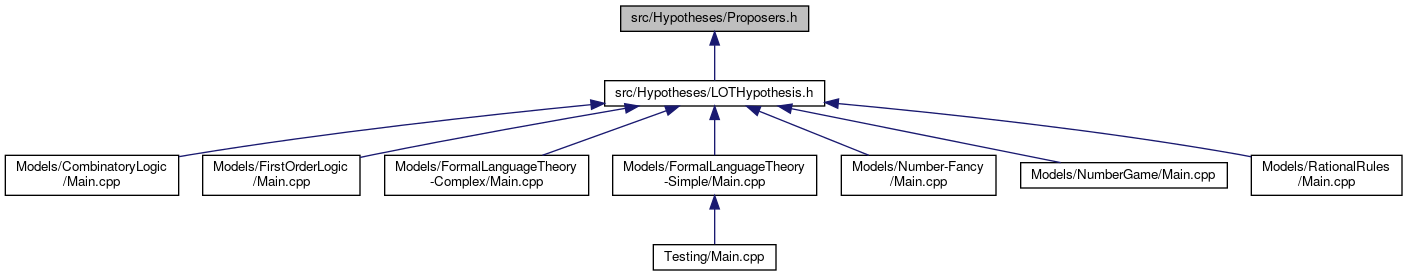 src/Hypotheses/Proposers.h
src/Hypotheses/LOTHypothesis.h
Models/CombinatoryLogic
/Main.cpp
Models/FirstOrderLogic
/Main.cpp
Models/FormalLanguageTheory
-Complex/Main.cpp
Models/FormalLanguageTheory
-Simple/Main.cpp
Models/Number-Fancy
/Main.cpp
Models/NumberGame/Main.cpp
Models/RationalRules
/Main.cpp
Testing/Main.cpp